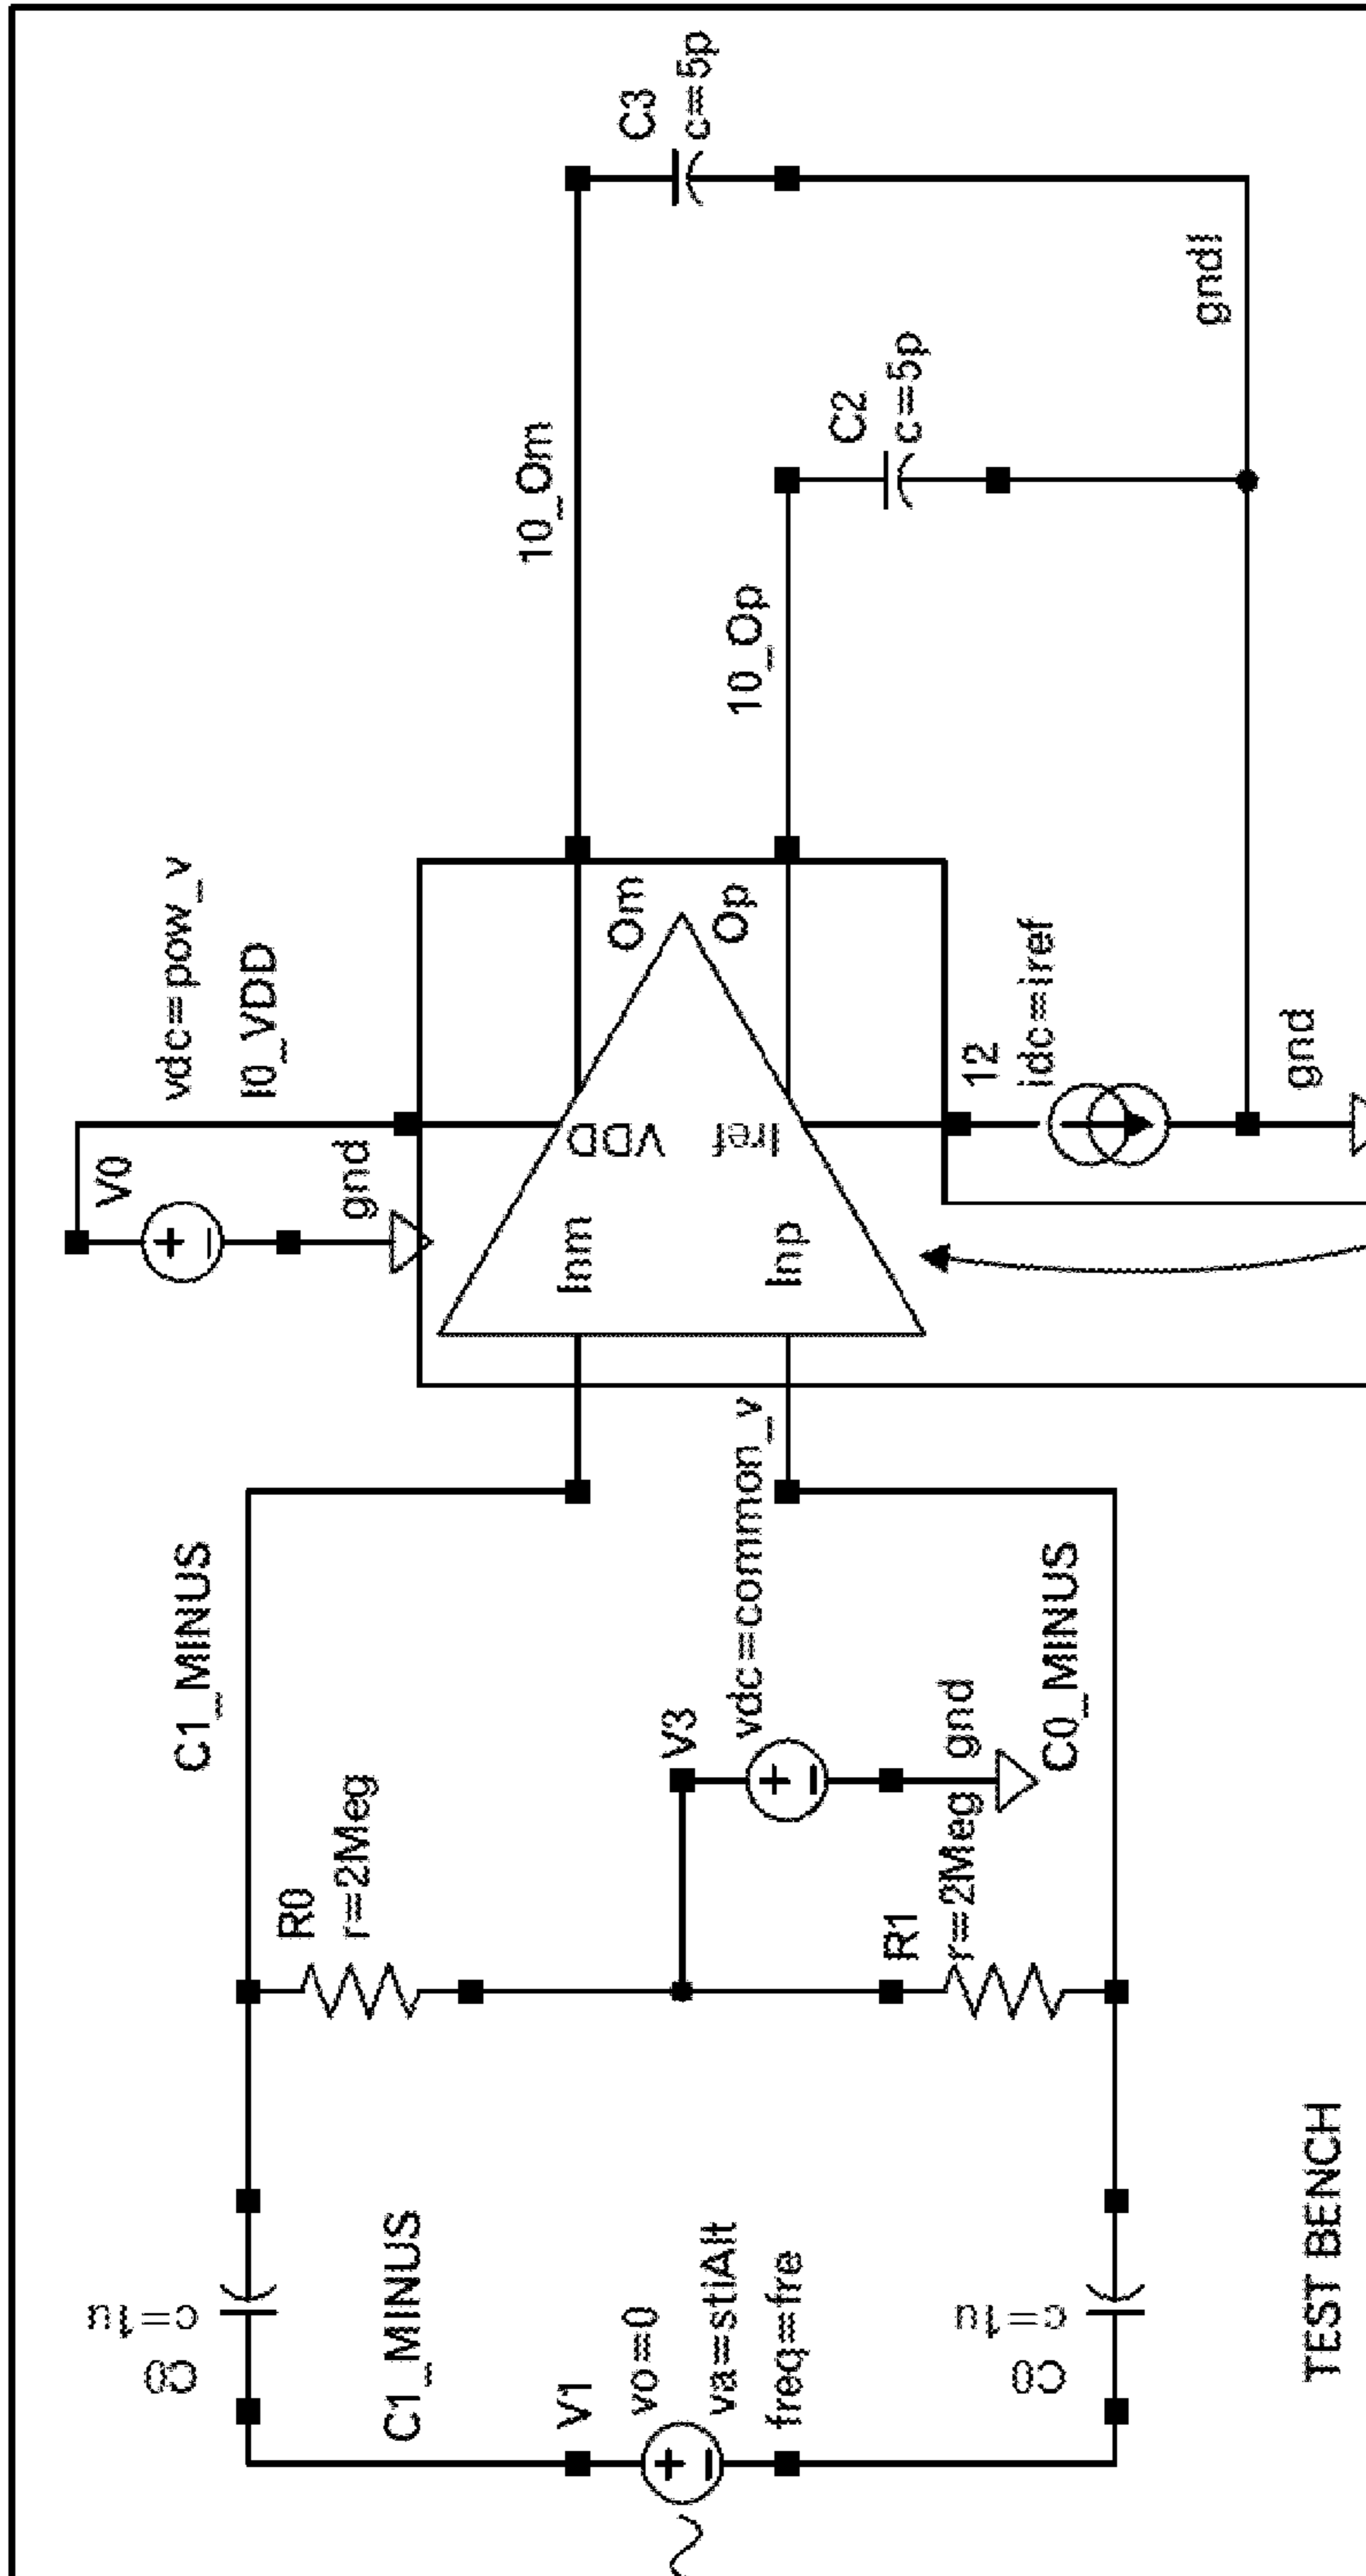 C8
c=1u
C1_MINUS
V0
vdc=pow_v
I0_VDD
gnd
R0
r=2Meg
C1_MINUS
V1
vo=0
va=stiAlt
freq=fre
V3
vdc=common_v
gnd
Inm
Inp
VDD
Iref
Om
Op
10_Om
10_Op
C3
c=5p
C2
c=5p
R1
r=2Meg
C0
c=1u
C0_MINUS
12
idc=iref
gnd
gnd!
TEST BENCH